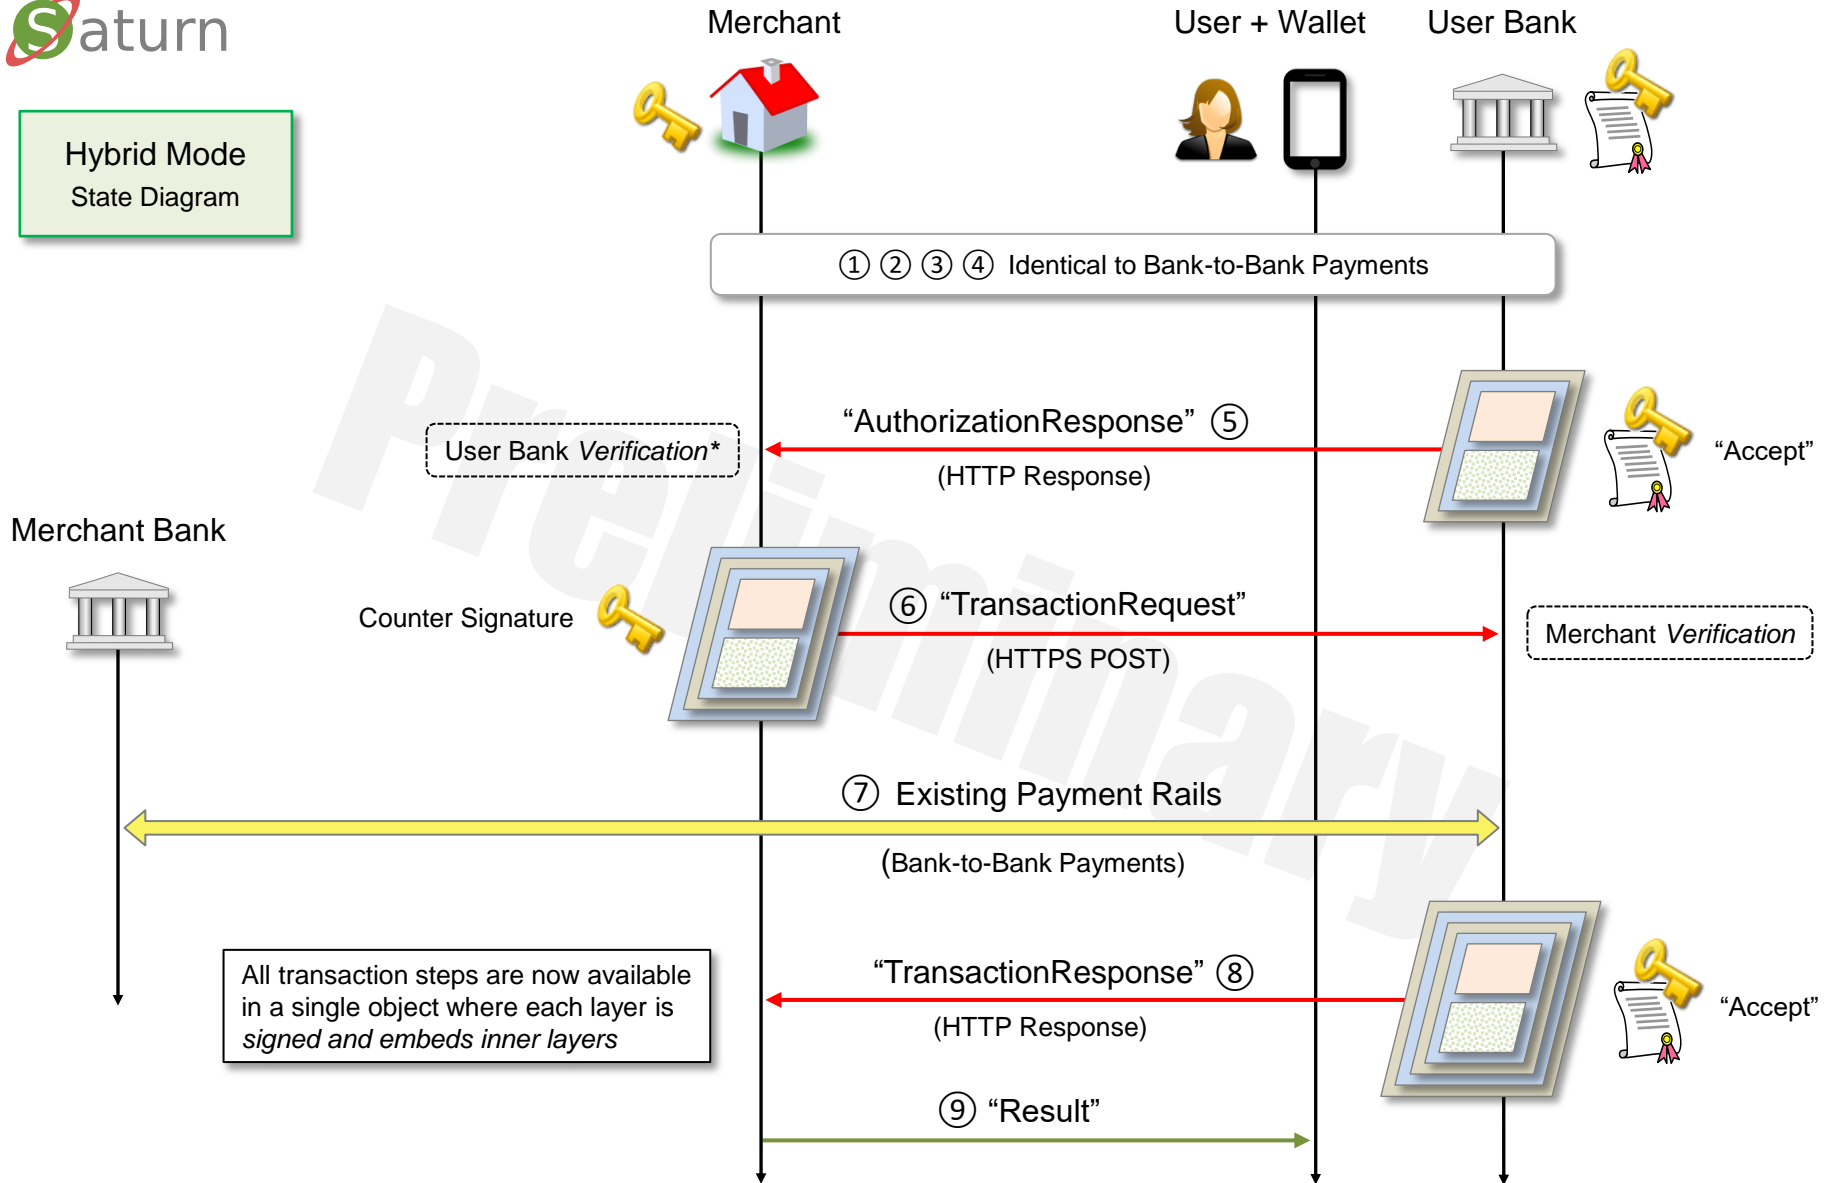 Saturn
Merchant
User + Wallet
User Bank
Hybrid Mode
State Diagram
① ② ③ ④ Identical to Bank-to-Bank Payments
“AuthorizationResponse” ⑤
(HTTP Response)
User Bank Verification*
“Accept”
Merchant Bank
Counter Signature
⑥ “TransactionRequest”
(HTTPS POST)
Merchant Verification
⑦ Existing Payment Rails
(Bank-to-Bank Payments)
All transaction steps are now available
in a single object where each layer is
signed and embeds inner layers
“TransactionResponse” ⑧
(HTTP Response)
“Accept”
⑨ “Result”
Preliminary